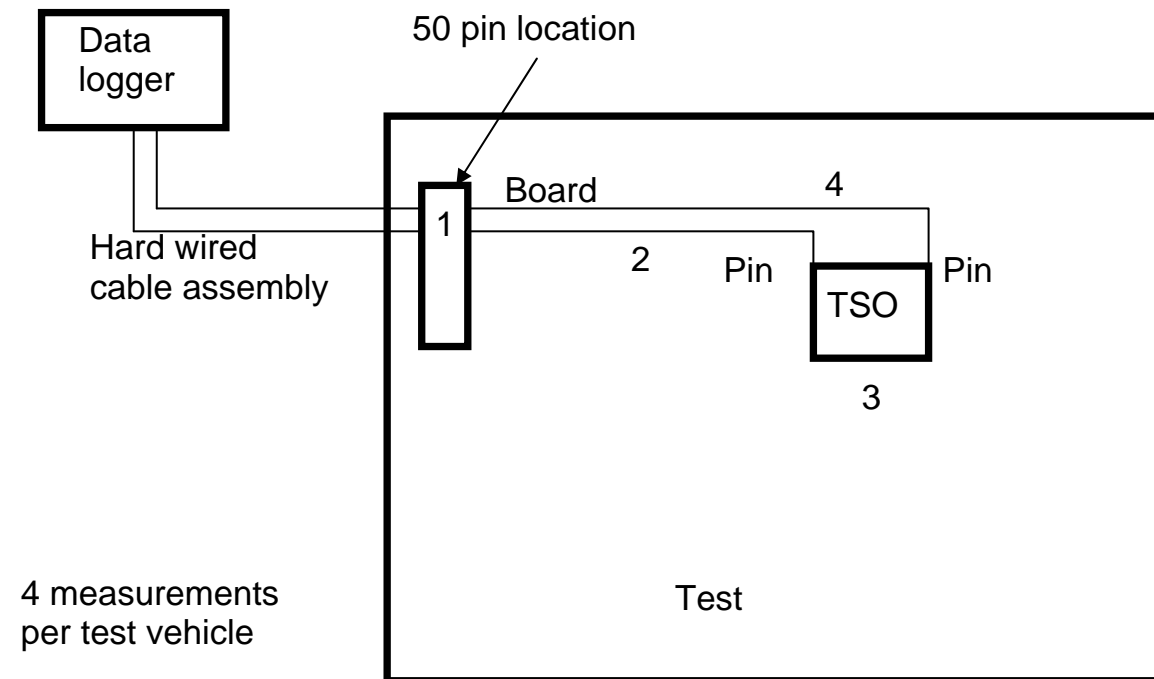 Data
logger
50 pin location
Board
4
1
Hard wired
cable assembly
2
Pin
Pin
TSO
3
4 measurements
per test vehicle
Test